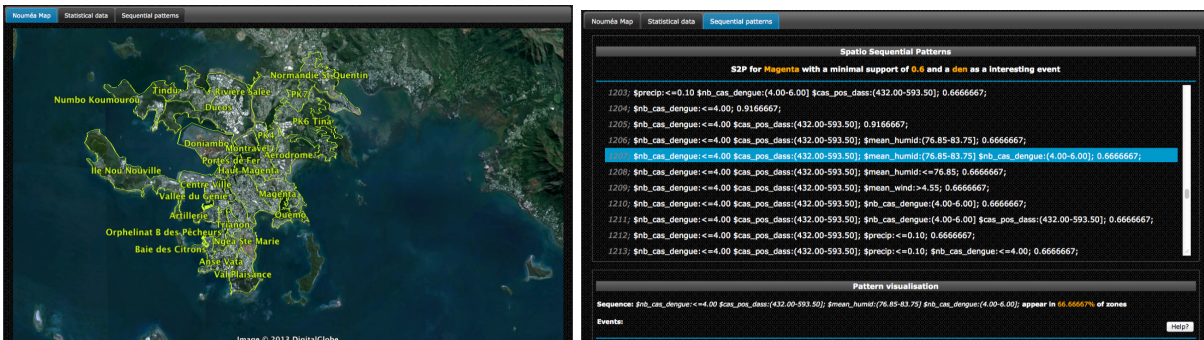 Nouméa Map Statistical data Sequential patterns
Normandie St Quentin
Tindu Rivière Salée PK7
Numbo Koumourou
Ducos
PK6 Tina
PK4
Doniambo
Montravel
Aérodrome
Portes de Fer
Ile Nou Nouville
Haut Magenta
Centre Ville
Vallée du Génie
Magenta
Artillerie
Ouémo
Trianon
Orphelinat B des Pêcheurs
Ngéa Ste Marie
Baie des Citrons
Anse Vata
Val Plaisance
Image © 2013 DigitalGlobe
Nouméa Map Statistical data Sequential patterns
Spatio Sequential Patterns
S2P for Magenta with a minimal support of 0.6 and a den as a interesting event
1203; $precip:<=0.10 $nb_cas_dengue:(4.00-6.00] $cas_pos_dass:(432.00-593.50]; 0.6666667;
1204; $nb_cas_dengue:<=4.00; 0.9166667;
1205; $nb_cas_dengue:<=4.00 $cas_pos_dass:(432.00-593.50]; 0.9166667;
1206; $nb_cas_dengue:<=4.00 $cas_pos_dass:(432.00-593.50]; $mean_humid:(76.85-83.75]; 0.6666667;
1207; $nb_cas_dengue:<=4.00 $cas_pos_dass:(432.00-593.50]; $mean_humid:(76.85-83.75] $nb_cas_dengue:(4.00-6.00]; 0.6666667;
1208; $nb_cas_dengue:<=4.00 $cas_pos_dass:(432.00-593.50]; $mean_humid:<=76.85; 0.6666667;
1209; $nb_cas_dengue:<=4.00 $cas_pos_dass:(432.00-593.50]; $mean_wind:>4.55; 0.6666667;
1210; $nb_cas_dengue:<=4.00 $cas_pos_dass:(432.00-593.50]; $nb_cas_dengue:(4.00-6.00]; 0.6666667;
1211; $nb_cas_dengue:<=4.00 $cas_pos_dass:(432.00-593.50]; $nb_cas_dengue:(4.00-6.00] $cas_pos_dass:(432.00-593.50]; 0.6666667;
1212; $nb_cas_dengue:<=4.00 $cas_pos_dass:(432.00-593.50]; $precip:<=0.10; 0.6666667;
1213; $nb_cas_dengue:<=4.00 $cas_pos_dass:(432.00-593.50]; $precip:<=0.10; $nb_cas_dengue:<=4.00; 0.6666667;
Pattern visualisation
Sequence: $nb_cas_dengue:<=4.00 $cas_pos_dass:(432.00-593.50]; $mean_humid:(76.85-83.75] $nb_cas_dengue:(4.00-6.00]; appear in 66.66667% of zones
Events:
Help?